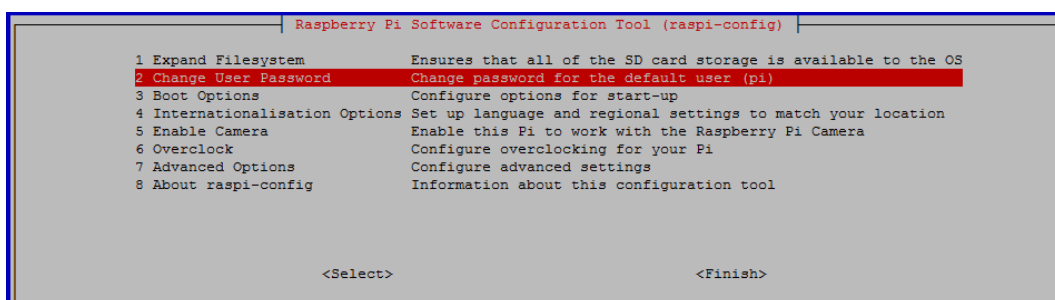 Raspberry Pi Software Configuration Tool (raspi-config)
1 Expand Filesystem Ensures that all of the SD card storage is available to the OS
2 Change User Password Change password for the default user (pi)
3 Boot Options Configure options for start-up
4 Internationalisation Options Set up language and regional settings to match your location
5 Enable Camera Enable this Pi to work with the Raspberry Pi Camera
6 Overclock Configure overclocking for your Pi
7 Advanced Options Configure advanced settings
8 About raspi-config Information about this configuration tool
<Select> <Finish>